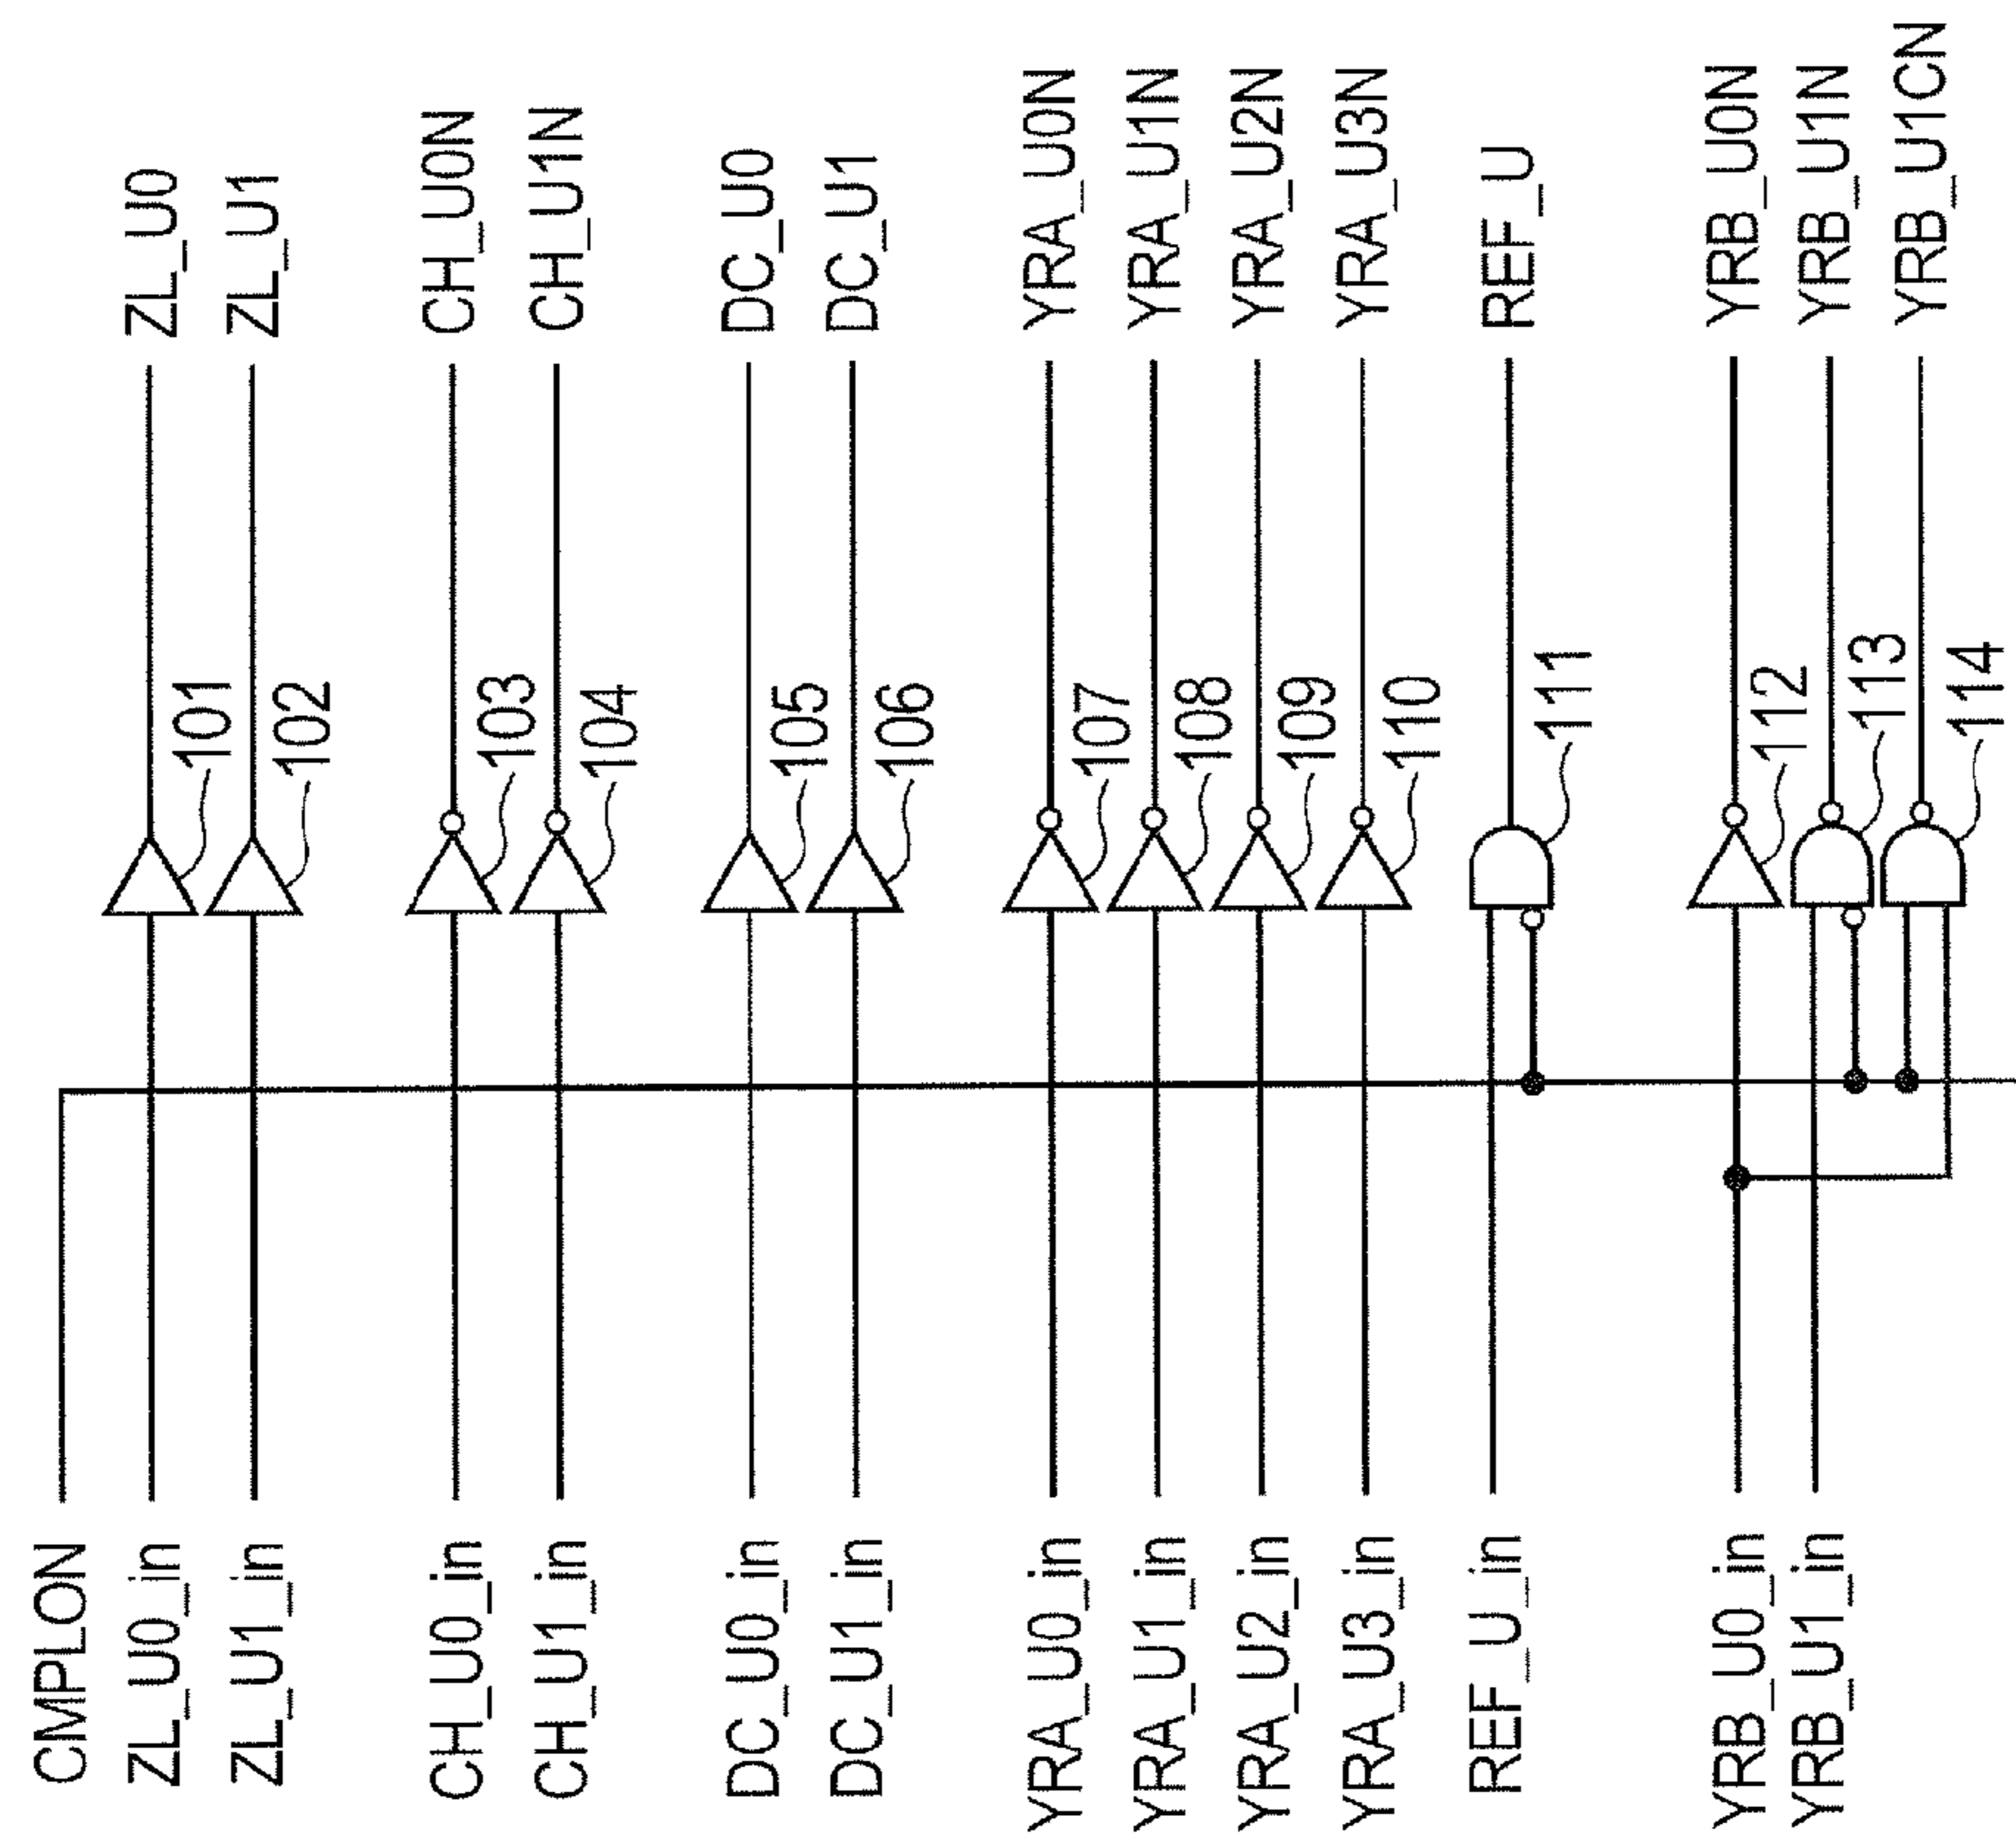 CMPLON
ZL_U0_in
ZL_U1_in
CH_U0_in
CH_U1_in
DC_U0_in
DC_U1_in
YRA_U0_in
YRA_U1_in
YRA_U2_in
YRA_U3_in
REF_U_in
YRB_U0_in
YRB_U1_in
101
102
103
104
105
106
107
108
109
110
111
112
113
114
ZL_U0
ZL_U1
CH_U0N
CH_U1N
DC_U0
DC_U1
YRA_U0N
YRA_U1N
YRA_U2N
YRA_U3N
REF_U
YRB_U0N
YRB_U1N
YRB_U1CN